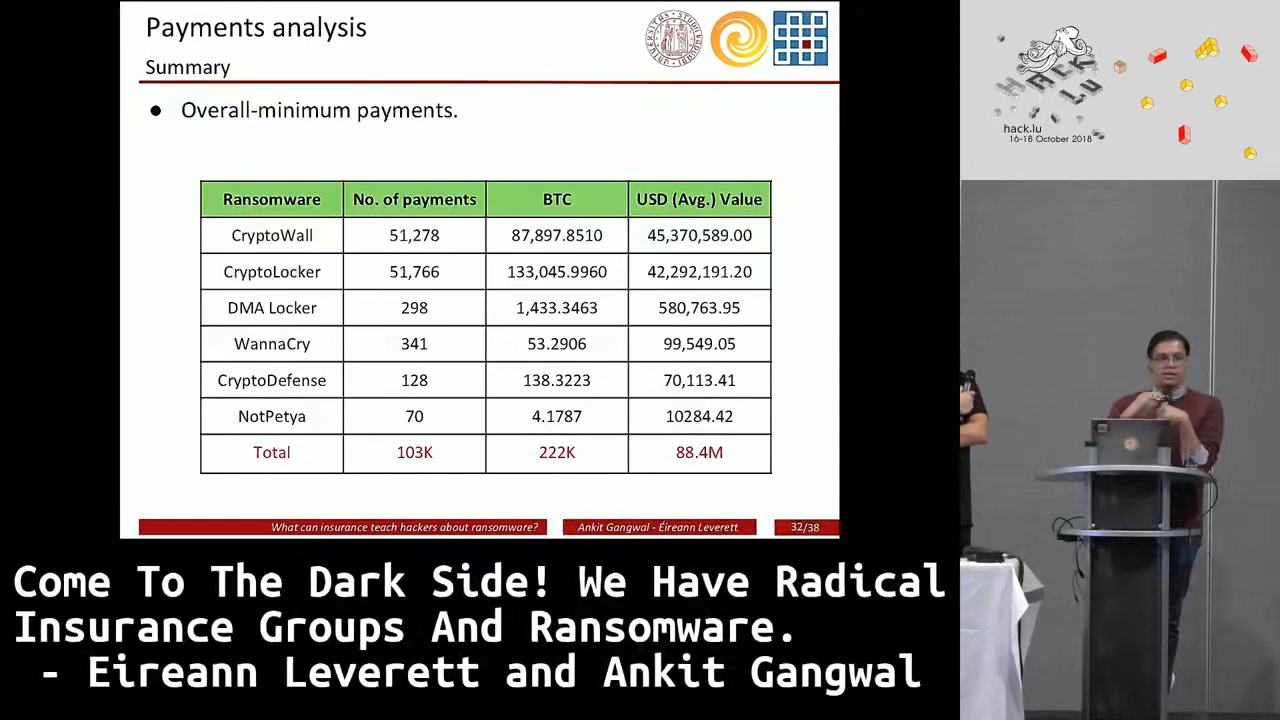 Payments analysis
Summary
● Overall-minimum payments.
Ransomware No. of payments BTC USD (Avg.) Value
CryptoWall 51,278 87,897.8510 45,370,589.00
CryptoLocker 51,766 133,045.9960 42,292,191.20
DMA Locker 298 1,433.3463 580,763.95
WannaCry 341 53.2906 99,549.05
CryptoDefense 128 138.3223 70,113.41
NotPetya 70 4.1787 10284.42
Total 103K 222K 88.4M
What can insurance teach hackers about ransomware? Ankit Gangwal - Éireann Leverett 32/38
HACK
LU
hack.lu
16-18 October 2018
Come To The Dark Side! We Have Radical
Insurance Groups And Ransomware.
- Eireann Leverett and Ankit Gangwal